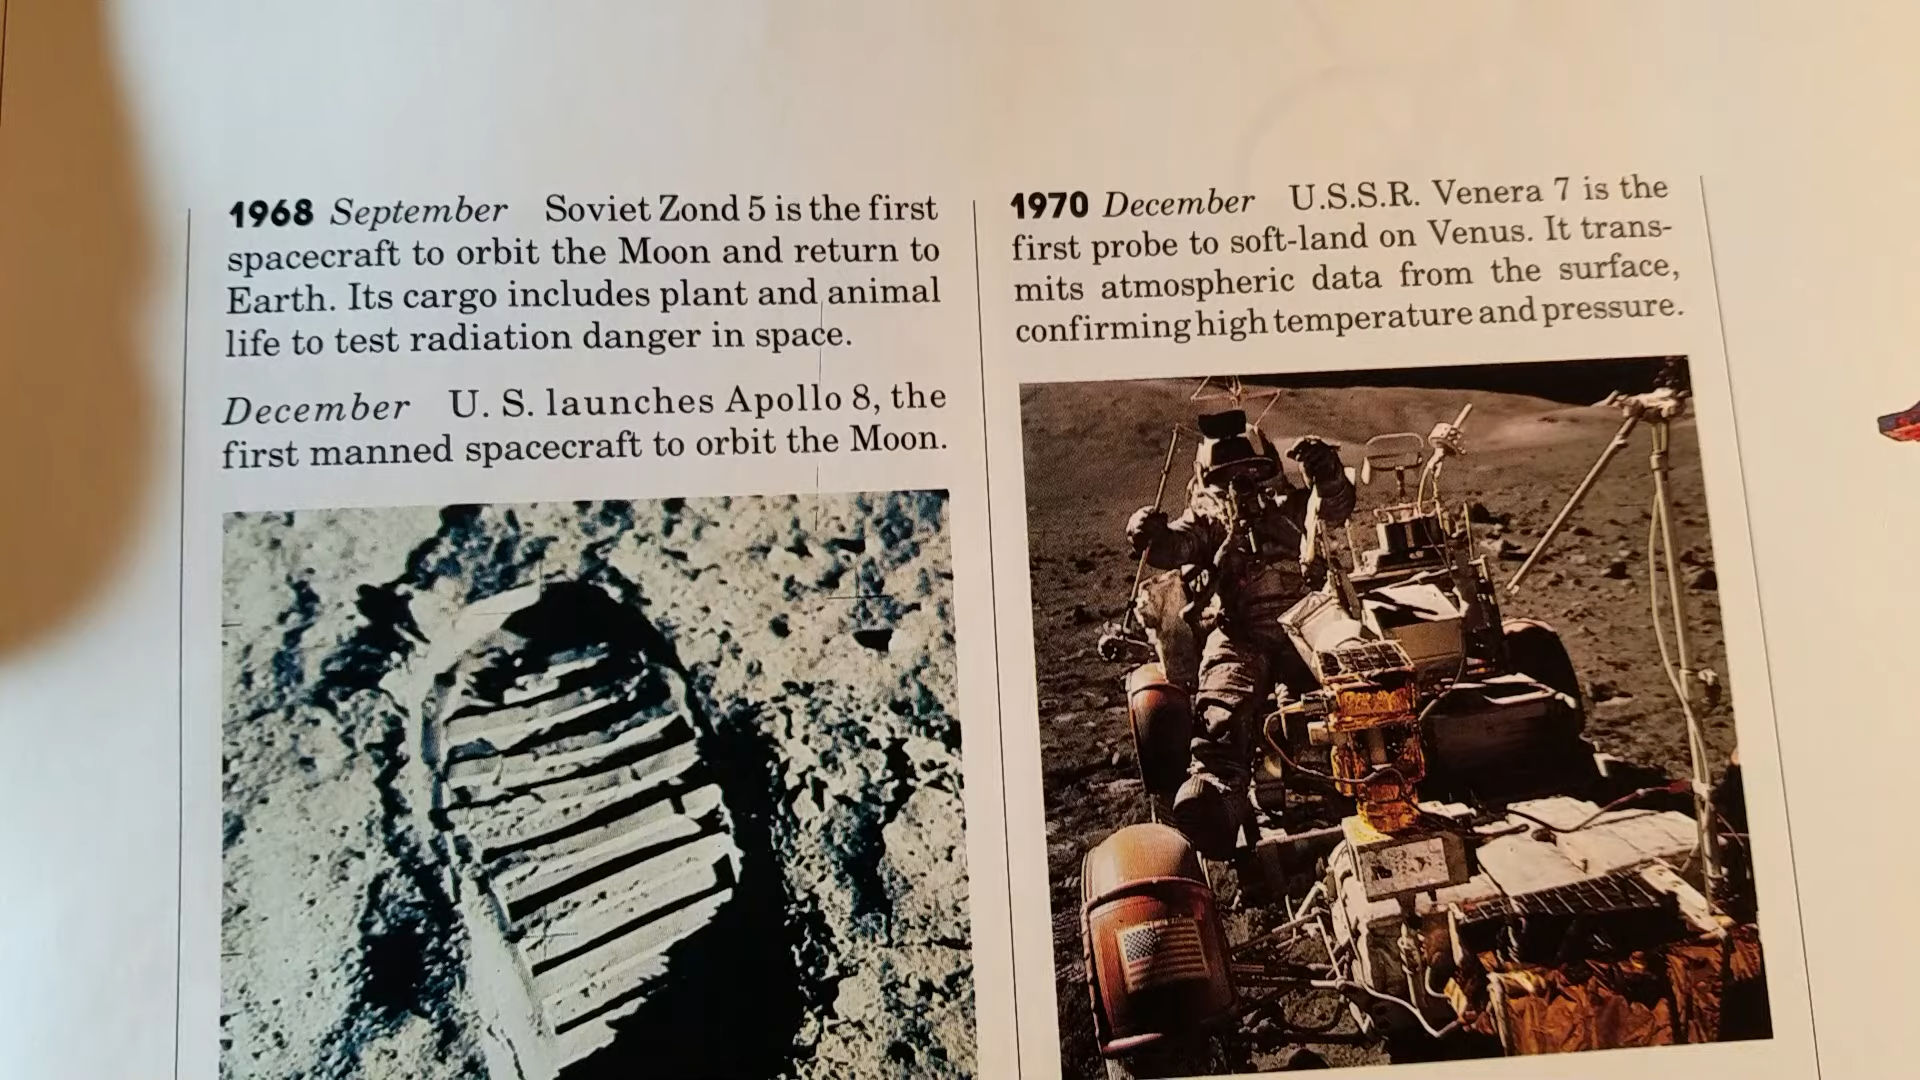 1968 September Soviet Zond 5 is the first
spacecraft to orbit the Moon and return to
Earth. Its cargo includes plant and animal
life to test radiation danger in space.
December U. S. launches Apollo 8, the
first manned spacecraft to orbit the Moon.
1970 December U.S.S.R. Venera 7 is the
first probe to soft-land on Venus. It trans-
mits atmospheric data from the surface,
confirming high temperature and pressure.